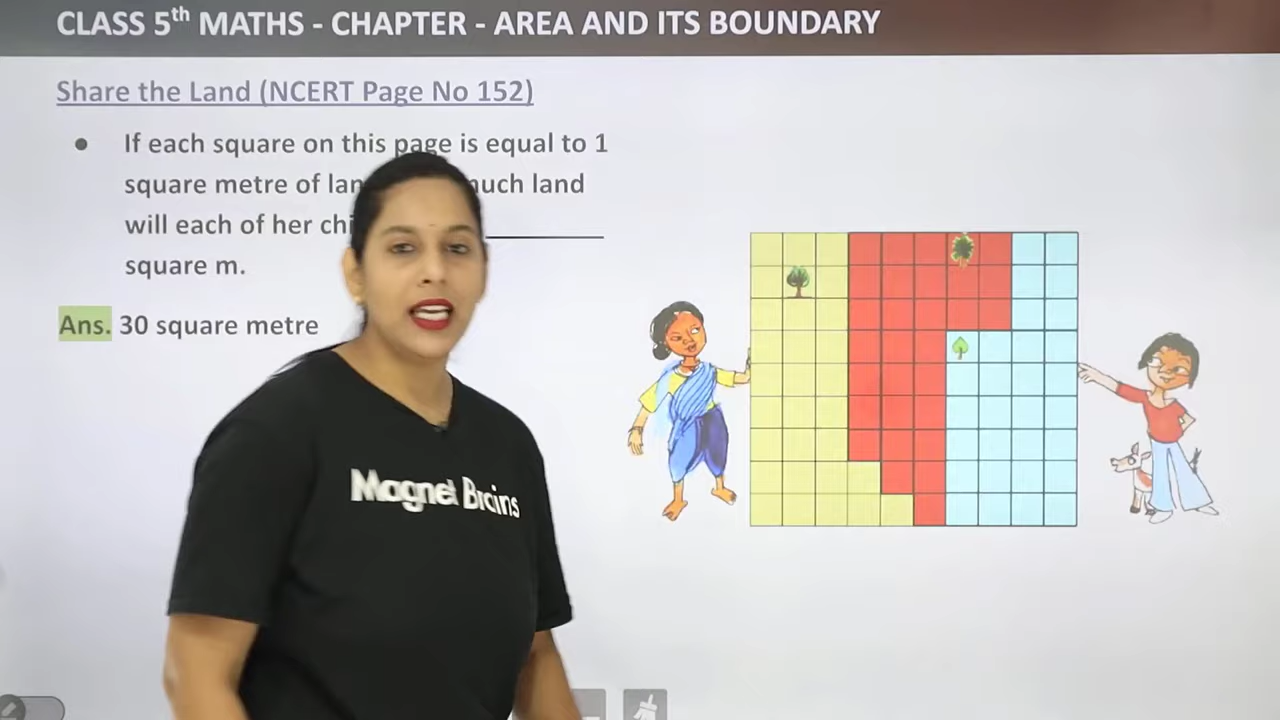 CLASS 5th MATHS - CHAPTER - AREA AND ITS BOUNDARY
Share the Land (NCERT Page No 152)
● If each square on this page is equal to 1
square metre of lan uch land
will each of her chi ________
square m.
Ans. 30 square metre
Magnet Brains